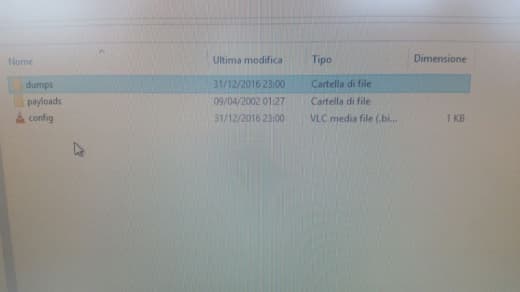 Nome Ultima modifica Tipo Dimensione
dumps 31/12/2016 23:00 Cartella di file
payloads 09/04/2002 01:27 Cartella di file
config 31/12/2016 23:00 VLC media file (.bi... 1 KB